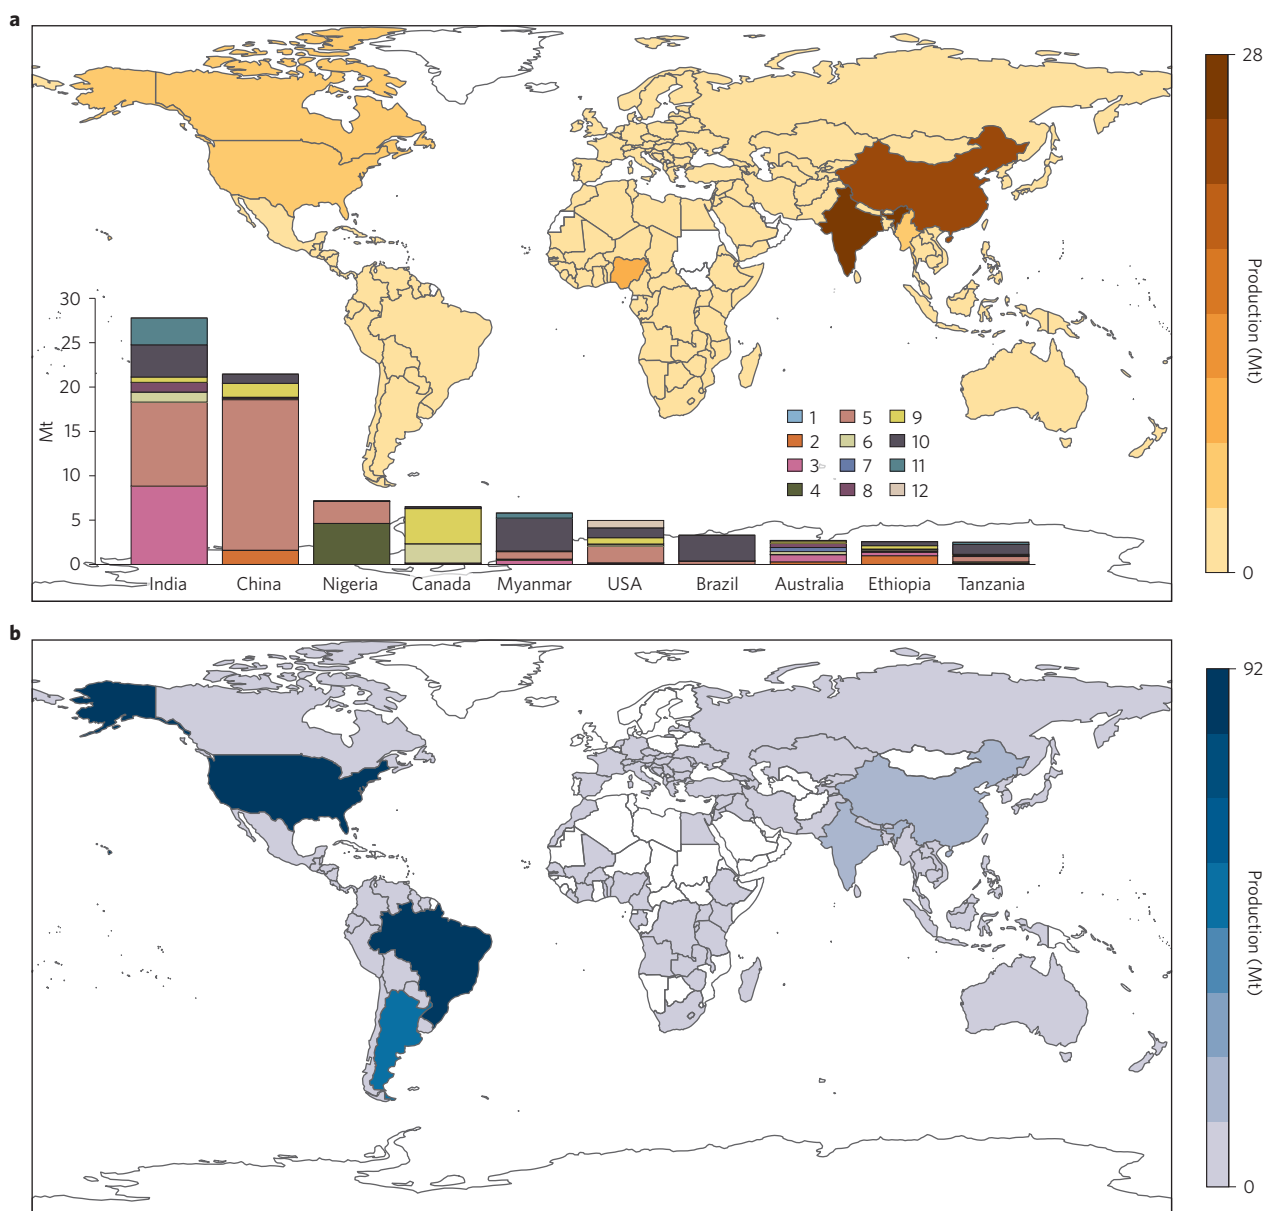 a
28
Production (Mt)
0
30
25
20
15
10
5
0
Mt
1 5 9
2 6 10
3 7 11
4 8 12
India China Nigeria Canada Myanmar USA Brazil Australia Ethiopia Tanzania
b
92
Production (Mt)
0